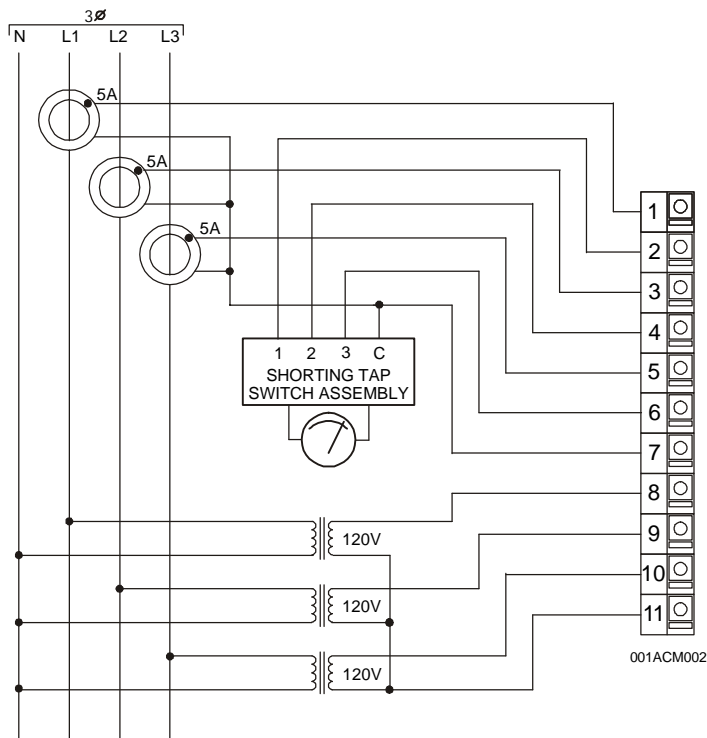 3Ø
N L1 L2 L3
5A
5A
5A
1
2
3
4
5
6
7
8
9
10
11
1 2 3 C
SHORTING TAP
SWITCH ASSEMBLY
120V
120V
120V
001ACM002